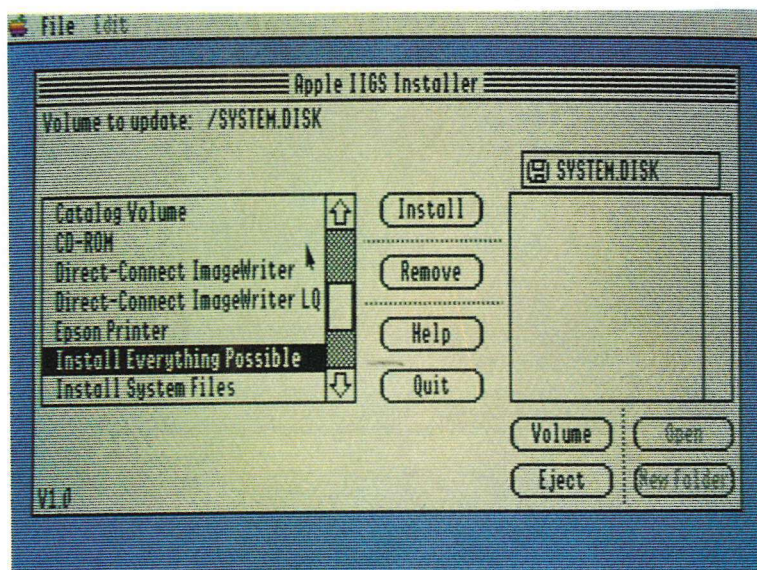 File Edit
Apple IIGS Installer
Volume to update: /SYSTEM.DISK
SYSTEM.DISK
Catalog Volume
CD-ROM
Direct-Connect ImageWriter
Direct-Connect ImageWriter LQ
Epson Printer
Install Everything Possible
Install System Files
Install
Remove
Help
Quit
Volume
Open
Eject
New Folder
V1.0